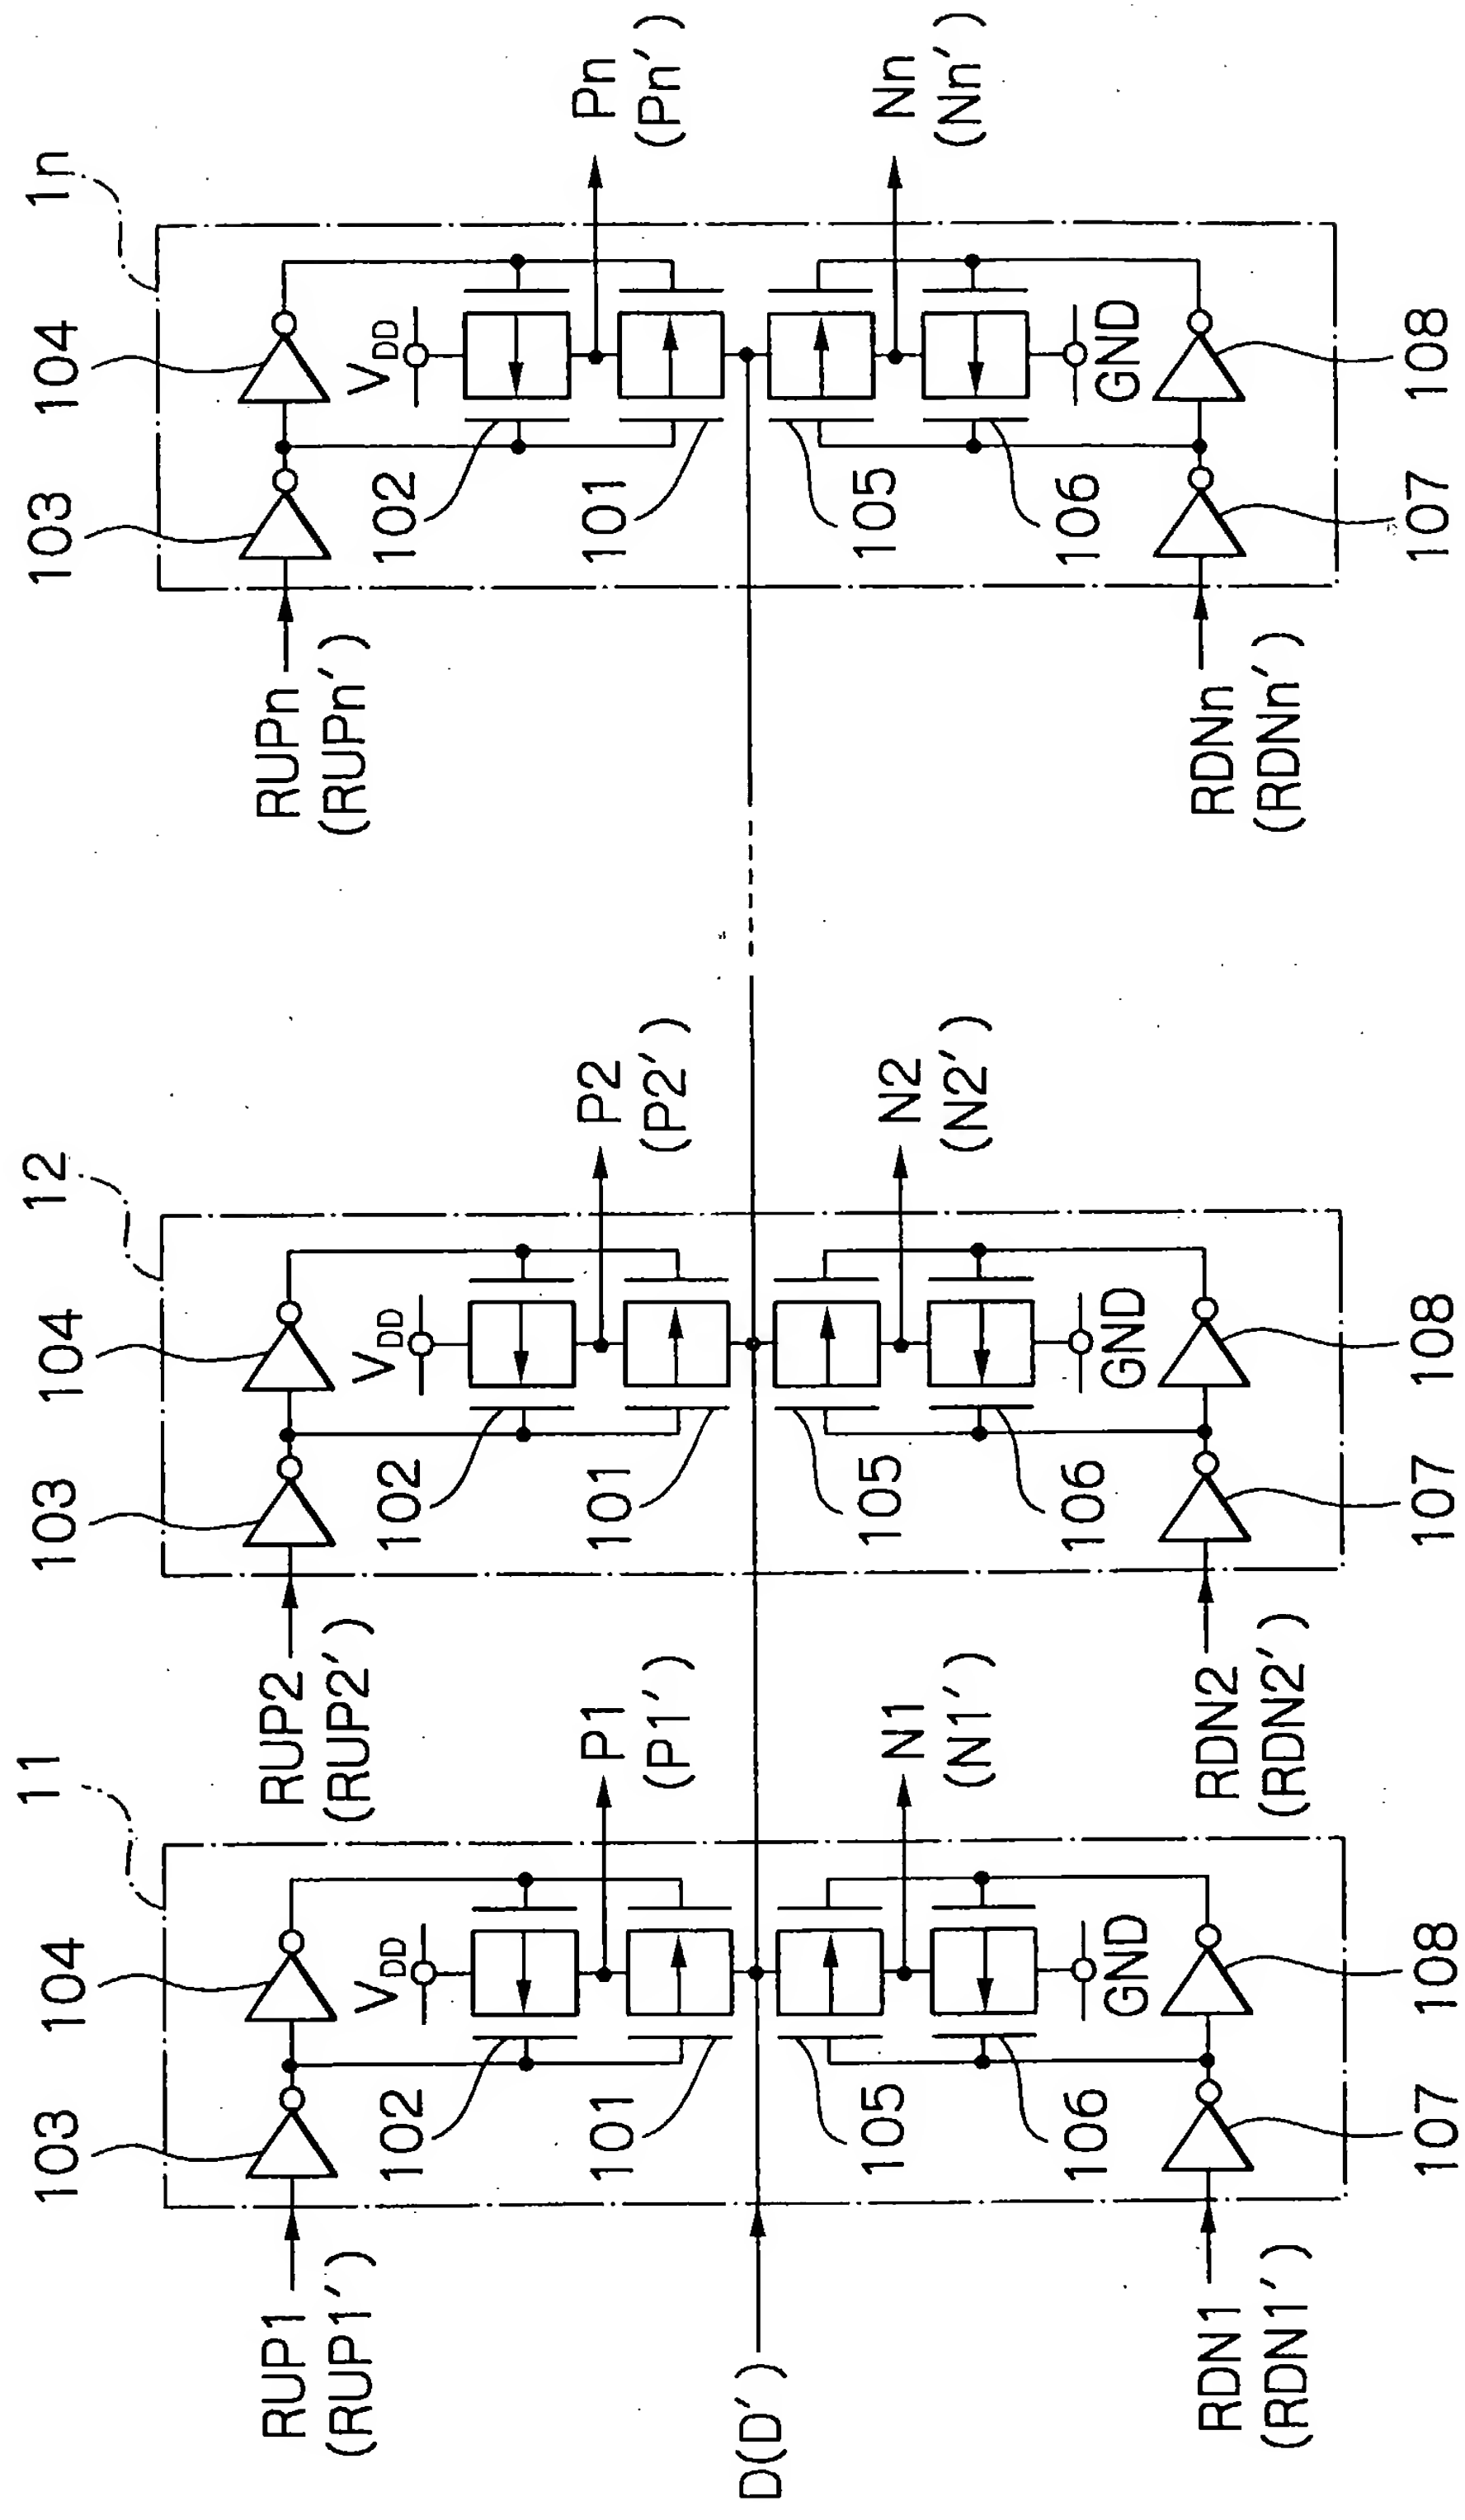 11
103
104
RUP1
(RUP1')
VDD
102
P1
(P1')
101
D(D')
105
N1
(N1')
106
GND
RDN1
(RDN1')
107
108
12
103
104
RUP2
(RUP2')
VDD
102
P2
(P2')
101
105
N2
(N2')
106
GND
RDN2
(RDN2')
107
108
1n
103
104
RUPn
(RUPn')
VDD
102
Pn
(Pn')
101
105
Nn
(Nn')
106
GND
RDNn
(RDNn')
107
108